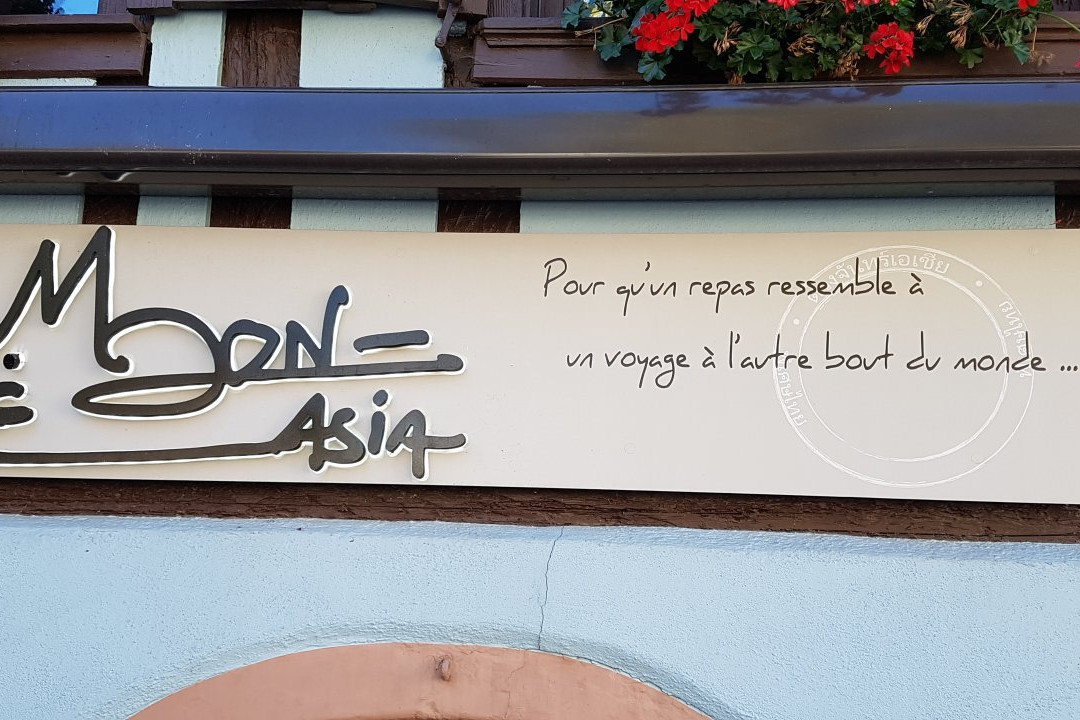 Mon
Asia
Pour qu'un repas ressemble à
un voyage à l'autre bout du monde ...